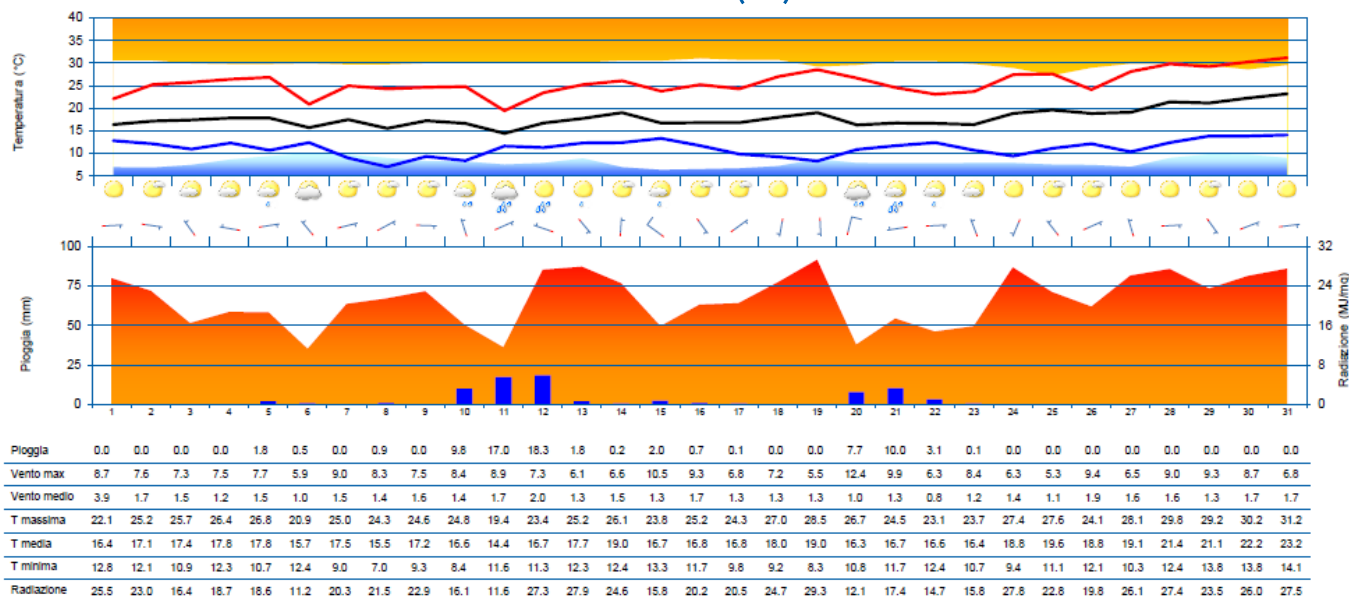 40
35
30
25
20
15
10
5
Temperatura (°C)
100
75
50
25
0
Pioggia (mm)
32
24
16
8
0
Radiazione (MJ/mq)
1 2 3 4 5 6 7 8 9 10 11 12 13 14 15 16 17 18 19 20 21 22 23 24 25 26 27 28 29 30 31
Pioggia 0.0 0.0 0.0 0.0 1.8 0.5 0.0 0.9 0.0 9.8 17.0 18.3 1.8 0.2 2.0 0.7 0.1 0.0 0.0 7.7 10.0 3.1 0.1 0.0 0.0 0.0 0.0 0.0 0.0 0.0 0.0
Vento max 8.7 7.6 7.3 7.5 7.7 5.9 9.0 8.3 7.5 8.4 8.9 7.3 6.1 6.6 10.5 9.3 6.8 7.2 5.5 12.4 9.9 6.3 8.4 6.3 5.3 9.4 6.5 9.0 9.3 8.7 6.8
Vento medio 3.9 1.7 1.5 1.2 1.5 1.0 1.5 1.4 1.6 1.4 1.7 2.0 1.3 1.5 1.3 1.7 1.3 1.3 1.3 1.0 1.3 0.8 1.2 1.4 1.1 1.9 1.6 1.6 1.3 1.7 1.7
T massima 22.1 25.2 25.7 26.4 26.8 20.9 25.0 24.3 24.6 24.8 19.4 23.4 25.2 26.1 23.8 25.2 24.3 27.0 28.5 26.7 24.5 23.1 23.7 27.4 27.6 24.1 28.1 29.8 29.2 30.2 31.2
T media 16.4 17.1 17.4 17.8 17.8 15.7 17.5 15.5 17.2 16.6 14.4 16.7 17.7 19.0 16.7 16.8 16.8 18.0 19.0 16.3 16.7 16.6 16.4 18.8 19.6 18.8 19.1 21.4 21.1 22.2 23.2
T minima 12.8 12.1 10.9 12.3 10.7 12.4 9.0 7.0 9.3 8.4 11.6 11.3 12.3 12.4 13.3 11.7 9.8 9.2 8.3 10.8 11.7 12.4 10.7 9.4 11.1 12.1 10.3 12.4 13.8 13.8 14.1
Radiazione 25.5 23.0 16.4 18.7 18.6 11.2 20.3 21.5 22.9 16.1 11.6 27.3 27.9 24.6 15.8 20.2 20.5 24.7 29.3 12.1 17.4 14.7 15.8 27.8 22.8 19.8 26.1 27.4 23.5 26.0 27.5